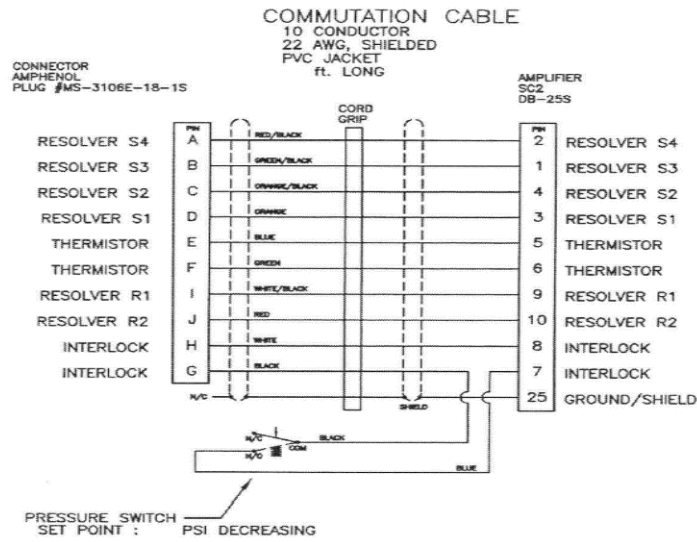 COMMUTATION CABLE
10 CONDUCTOR
22 AWG, SHIELDED
PVC JACKET
ft. LONG
CONNECTOR
AMPHENOL
PLUG #MS-3106E-18-1S
AMPLIFIER
SC2
DB-25S
CORD
GRIP
PIN
PIN
RESOLVER S4 A RED/BLACK 2 RESOLVER S4
RESOLVER S3 B GREEN/BLACK 1 RESOLVER S3
RESOLVER S2 C ORANGE/BLACK 4 RESOLVER S2
RESOLVER S1 D ORANGE 3 RESOLVER S1
THERMISTOR E BLUE 5 THERMISTOR
THERMISTOR F GREEN 6 THERMISTOR
RESOLVER R1 I WHITE/BLACK 9 RESOLVER R1
RESOLVER R2 J RED 10 RESOLVER R2
INTERLOCK H WHITE 8 INTERLOCK
INTERLOCK G BLACK 7 INTERLOCK
N/C SHIELD 25 GROUND/SHIELD
N/C BLACK
N/C COM
BLUE
PRESSURE SWITCH
SET POINT : PSI DECREASING